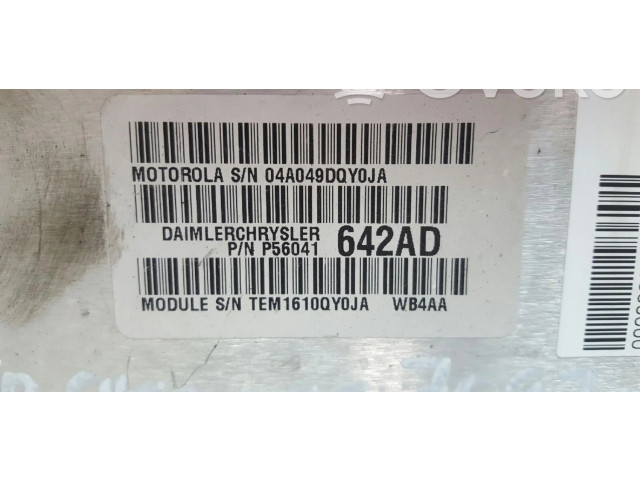 MOTOROLA S/N 04A049DQY0JA
DAIMLERCHRYSLER
P/N P56041 642AD
MODULE S/N TEM1610QY0JA WB4AA